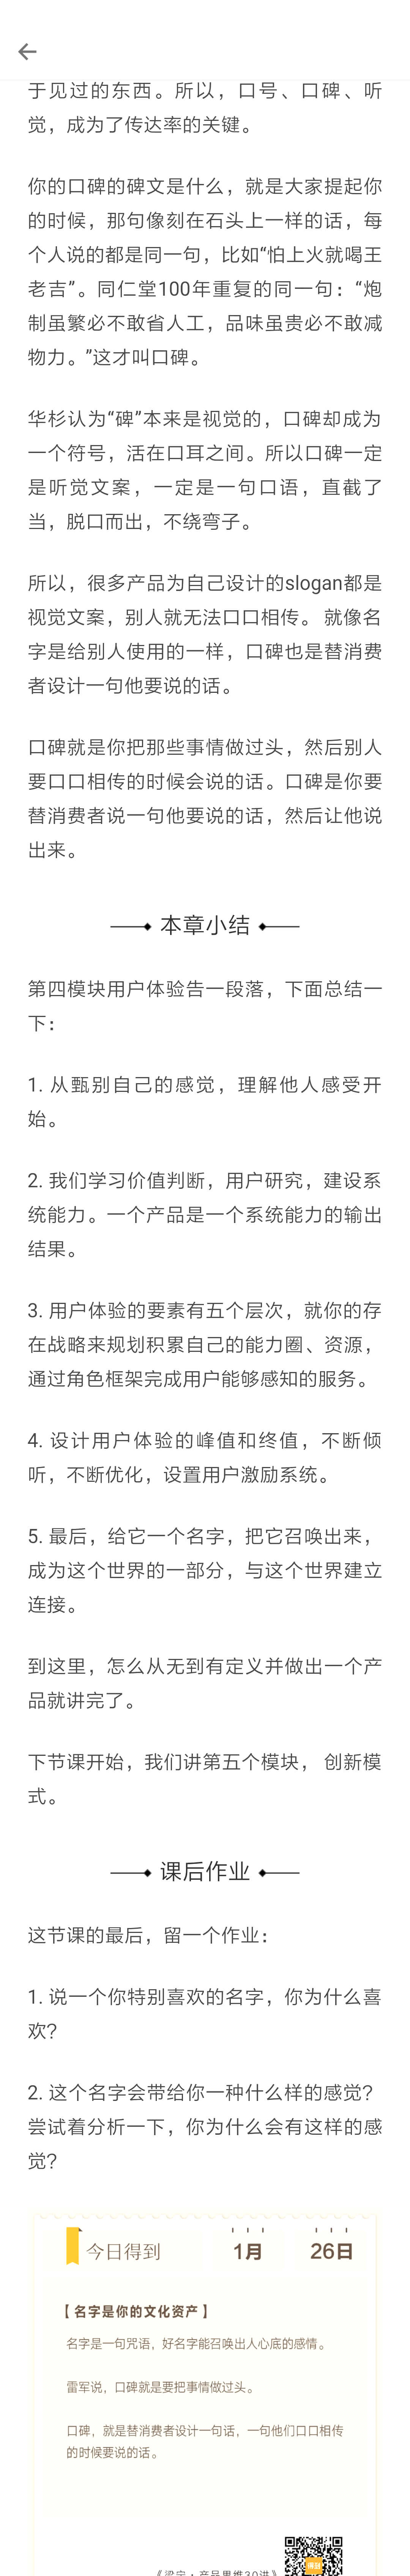 于见过的东西。所以，口号、口碑、听
觉，成为了传达率的关键。
你的口碑的碑文是什么，就是大家提起你
的时候，那句像刻在石头上一样的话，每
个人说的都是同一句，比如“怕上火就喝王
老吉”。同仁堂100年重复的同一句：“炮
制虽繁必不敢省人工，品味虽贵必不敢减
物力。”这才叫口碑。
华杉认为“碑”本来是视觉的，口碑却成为
一个符号，活在口耳之间。所以口碑一定
是听觉文案，一定是一句口语，直截了
当，脱口而出，不绕弯子。
所以，很多产品为自己设计的slogan都是
视觉文案，别人就无法口口相传。 就像名
字是给别人使用的一样，口碑也是替消费
者设计一句他要说的话。
口碑就是你把那些事情做过头，然后别人
要口口相传的时候会说的话。口碑是你要
替消费者说一句他要说的话，然后让他说
出来。
本章小结
第四模块用户体验告一段落，下面总结一
下：
1. 从甄别自己的感觉，理解他人感受开
始。
2. 我们学习价值判断，用户研究，建设系
统能力。一个产品是一个系统能力的输出
结果。
3. 用户体验的要素有五个层次，就你的存
在战略来规划积累自己的能力圈、资源，
通过角色框架完成用户能够感知的服务。
4. 设计用户体验的峰值和终值，不断倾
听，不断优化，设置用户激励系统。
5. 最后，给它一个名字，把它召唤出来，
成为这个世界的一部分，与这个世界建立
连接。
到这里，怎么从无到有定义并做出一个产
品就讲完了。
下节课开始，我们讲第五个模块， 创新模
式。
课后作业
这节课的最后，留一个作业：
1. 说一个你特别喜欢的名字，你为什么喜
欢？
2. 这个名字会带给你一种什么样的感觉？
尝试着分析一下，你为什么会有这样的感
觉？
今日得到 1月 26日
【名字是你的文化资产】
名字是一句咒语，好名字能召唤出人心底的感情。
雷军说，口碑就是要把事情做过头。
口碑，就是替消费者设计一句话，一句他们口口相传
的时候要说的话。
《梁宁·产品思维30讲》
得到